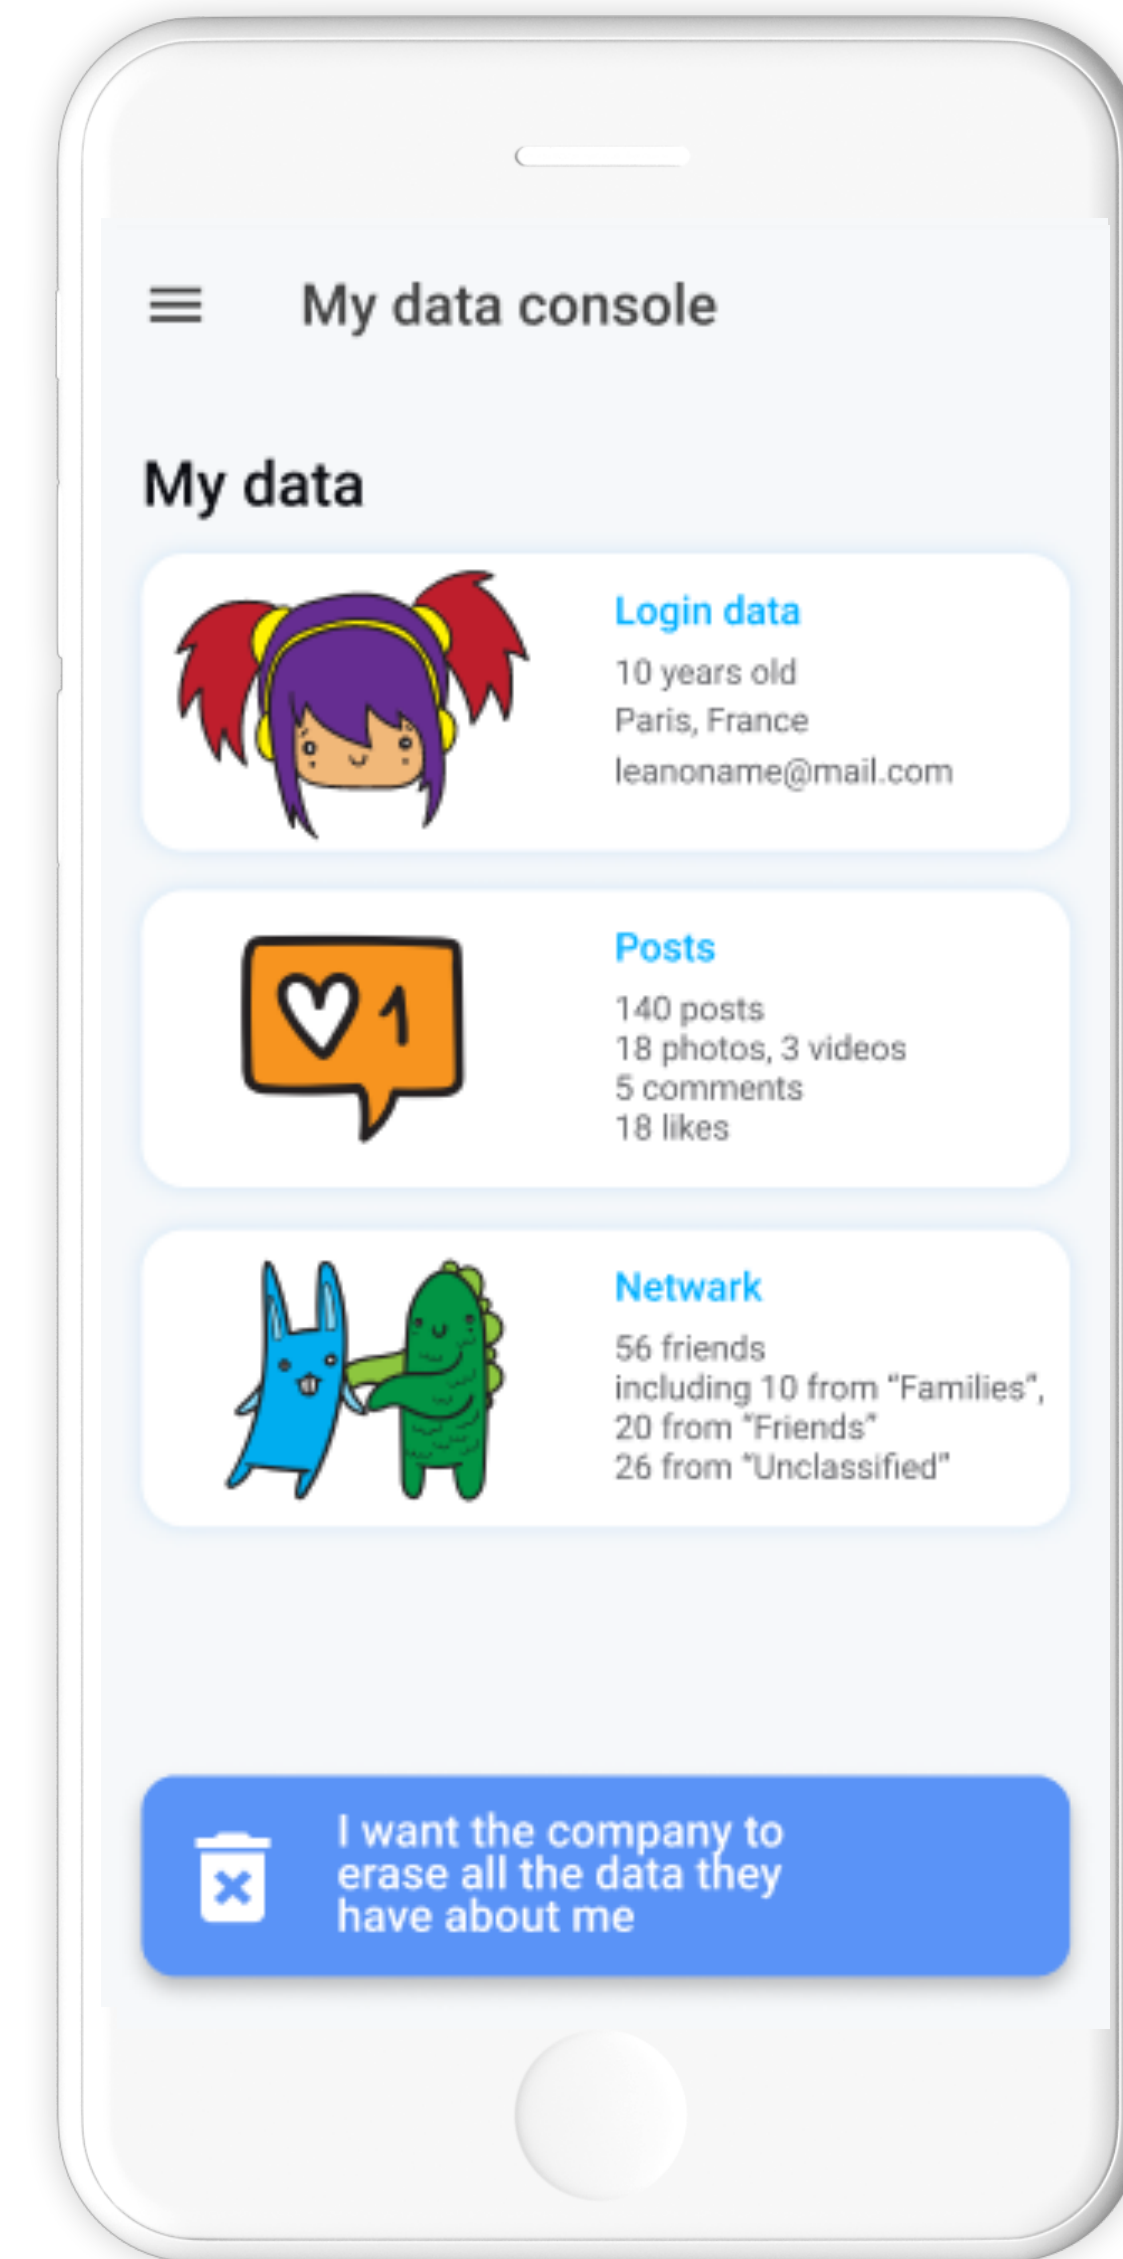 My data console
My data
Login data
10 years old
Paris, France
leanoname@mail.com
1
Posts
140 posts
18 photos, 3 videos
5 comments
18 likes
Netwark
56 friends
including 10 from “Families”,
20 from “Friends”
26 from “Unclassified”
I want the company to
erase all the data they
have about me